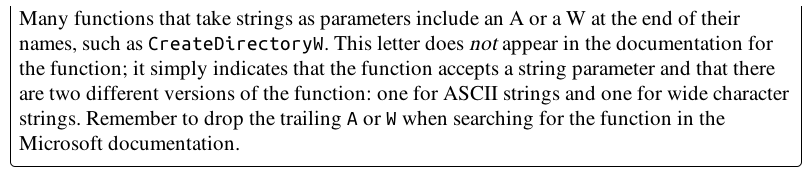 Many functions that take strings as parameters include an A or a W at the end of their
names, such as CreateDirectoryW. This letter does not appear in the documentation for
the function; it simply indicates that the function accepts a string parameter and that there
are two different versions of the function: one for ASCII strings and one for wide character
strings. Remember to drop the trailing A or W when searching for the function in the
Microsoft documentation.